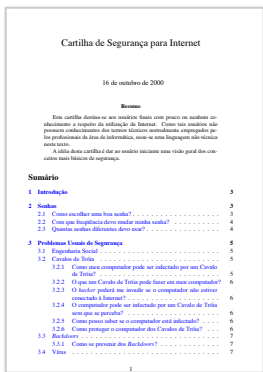 Cartilha de Segurança para Internet
16 de outubro de 2000
Resumo
Esta cartilha destina-se aos usuários finais com pouco ou nenhum co-
nhecimento a respeito da utilização da Internet. Como tais usuários não
possuem conhecimentos dos termos técnicos normalmente empregados pe-
los profissionais da área de informática, usou-se uma linguagem não-técnica
neste texto.
A idéia desta cartilha é dar ao usuário iniciante uma visão geral dos con-
ceitos mais básicos de segurança.
Sumário
1 Introdução 3
2 Senhas 3
2.1 Como escolher uma boa senha? . . . . . . . . . . . . . . 3
2.2 Com que freqüência devo mudar minha senha? . . . . . . . 4
2.3 Quantas senhas diferentes devo usar? . . . . . . . . . . . 4
3 Problemas Usuais de Segurança 5
3.1 Engenharia Social . . . . . . . . . . . . . . . . . . . . 5
3.2 Cavalos de Tróia . . . . . . . . . . . . . . . . . . . . 5
3.2.1 Como meu computador pode ser infectado por um Cavalo
de Tróia? . . . . . . . . . . . . . . . . . . . . 5
3.2.2 O que um Cavalo de Tróia pode fazer em meu computador? 6
3.2.3 O hacker poderá me invadir se o computador não estiver
conectado à Internet? . . . . . . . . . . . . . . 6
3.2.4 O computador pode ser infectado por um Cavalo de Tróia
sem que se perceba? . . . . . . . . . . . . . . . 6
3.2.5 Como posso saber se o computador está infectado? . . . . 6
3.2.6 Como proteger o computador dos Cavalos de Tróia? . . . 6
3.3 Backdoors . . . . . . . . . . . . . . . . . . . . . . . 7
3.3.1 Como se prevenir dos Backdoors? . . . . . . . . . 7
3.4 Vírus . . . . . . . . . . . . . . . . . . . . . . . . . 7
1